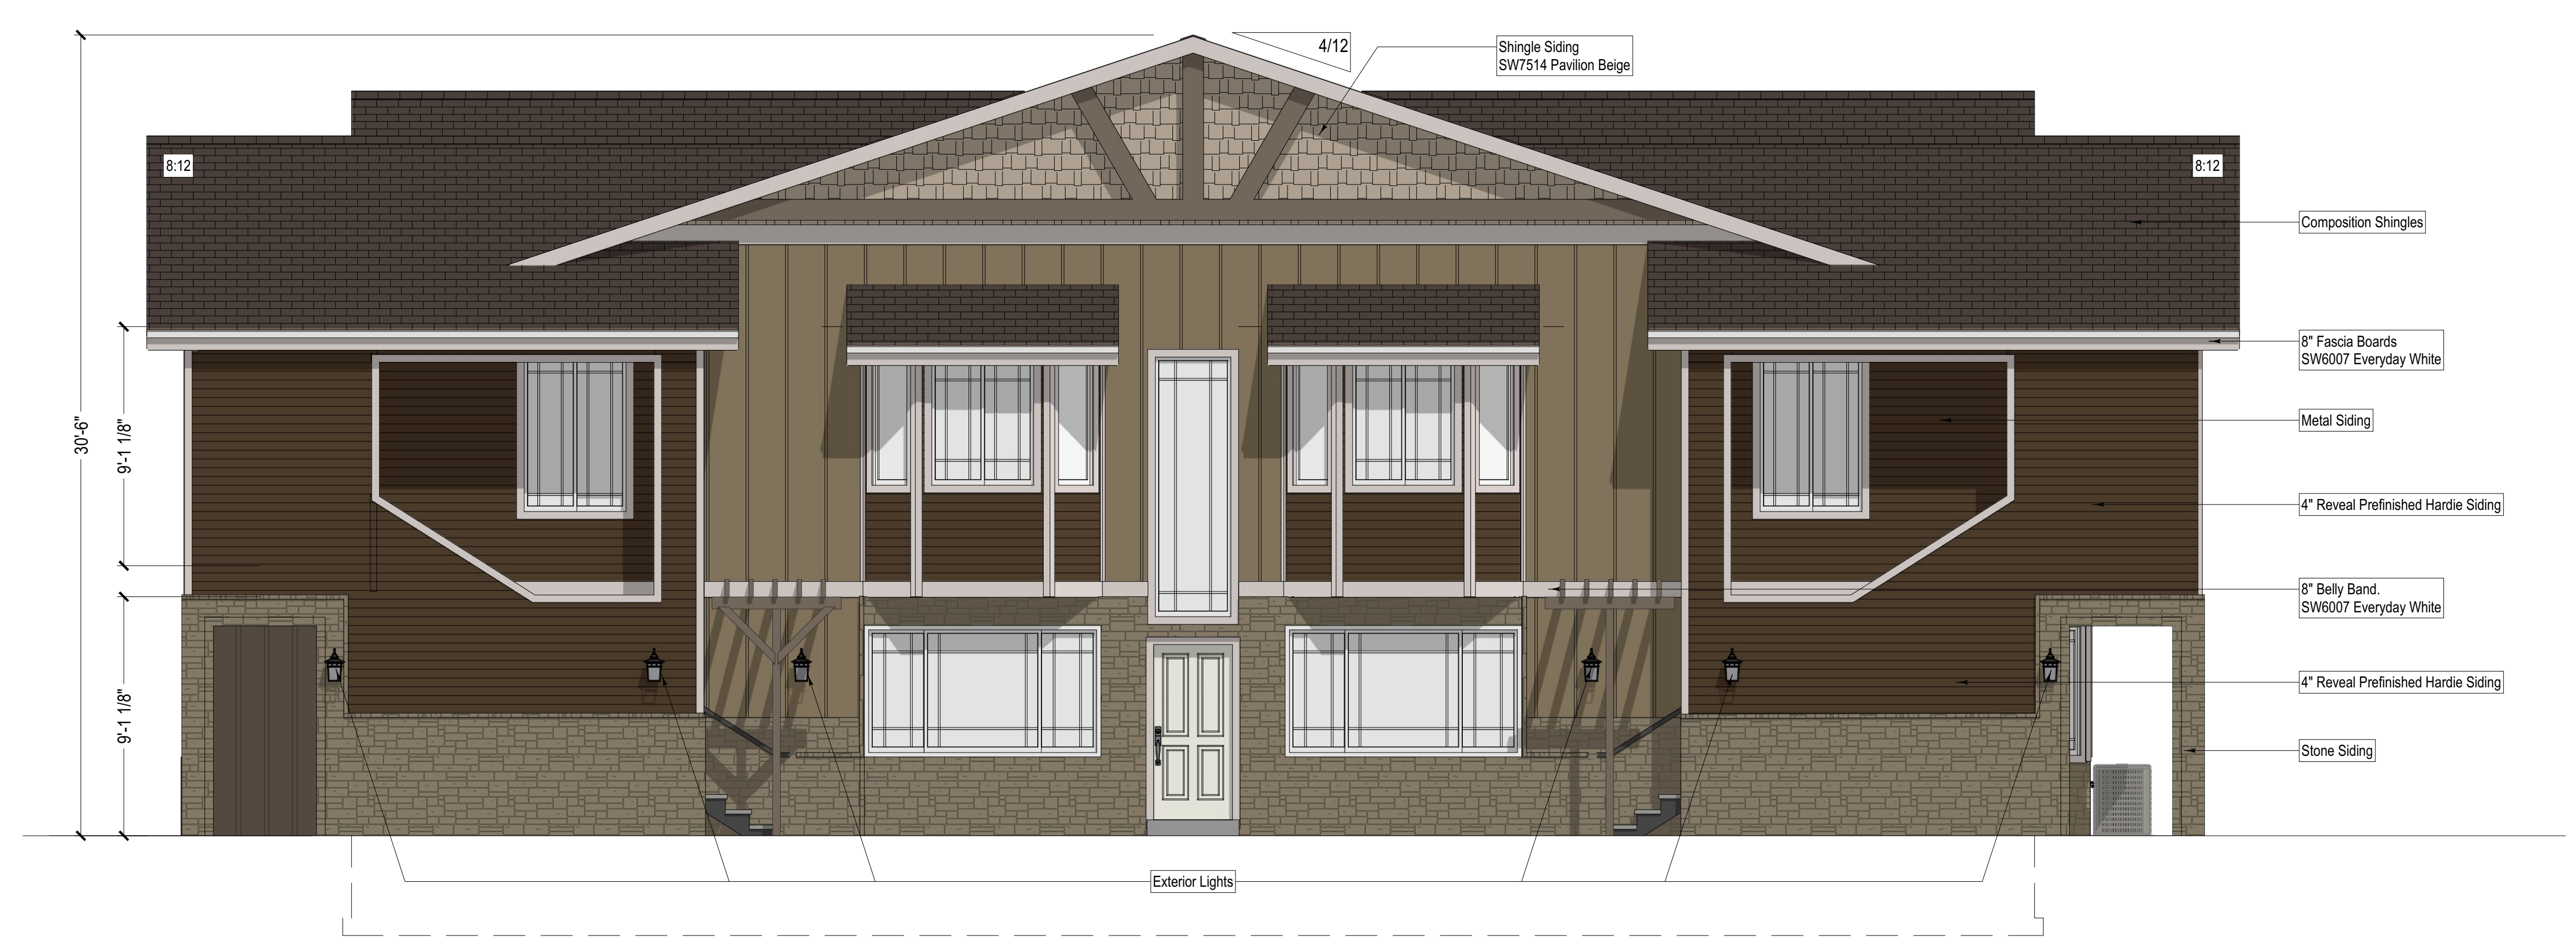 4/12
Shingle Siding
SW7514 Pavilion Beige
8:12
8:12
Composition Shingles
8" Fascia Boards
SW6007 Everyday White
30'-6"
9'-1 1/8"
Metal Siding
4" Reveal Prefinished Hardie Siding
8" Belly Band.
SW6007 Everyday White
9'-1 1/8"
4" Reveal Prefinished Hardie Siding
Stone Siding
Exterior Lights